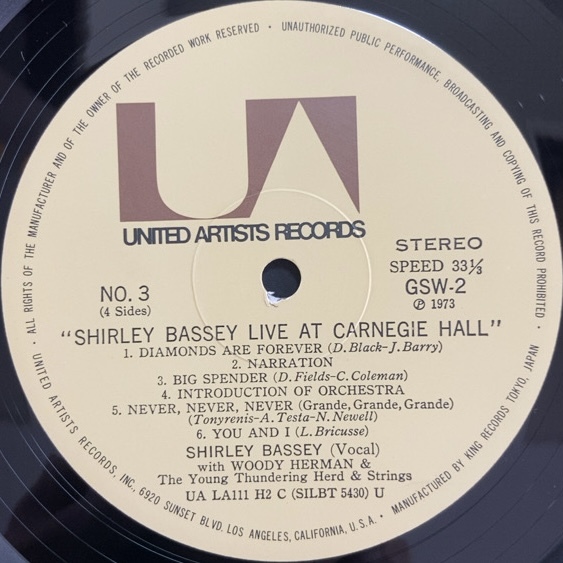 · ALL RIGHTS OF THE MANUFACTURER AND OF THE OWNER OF THE RECORDED WORK RESERVED · UNAUTHORIZED PUBLIC PERFORMANCE, BROADCASTING AND COPYING OF THIS RECORD PROHIBITED ·
UA
UNITED ARTISTS RECORDS
STEREO
SPEED 33⅓
NO. 3
GSW-2
(4 Sides)
℗ 1973
"SHIRLEY BASSEY LIVE AT CARNEGIE HALL"
1. DIAMONDS ARE FOREVER (D. Black-J. Barry)
2. NARRATION
3. BIG SPENDER (D. Fields-C. Coleman)
4. INTRODUCTION OF ORCHESTRA
5. NEVER, NEVER, NEVER (Grande, Grande, Grande)
(Tonyrenis-A. Testa-N. Newell)
6. YOU AND I (L. Bricusse)
SHIRLEY BASSEY (Vocal)
with WOODY HERMAN &
The Young Thundering Herd & Strings
UA LA111 H2 C (SILBT 5430) U
UNITED ARTISTS RECORDS, INC., 6920 SUNSET BLVD. LOS ANGELES, CALIFORNIA, U.S.A. · MANUFACTURED BY KING RECORDS TOKYO, JAPAN